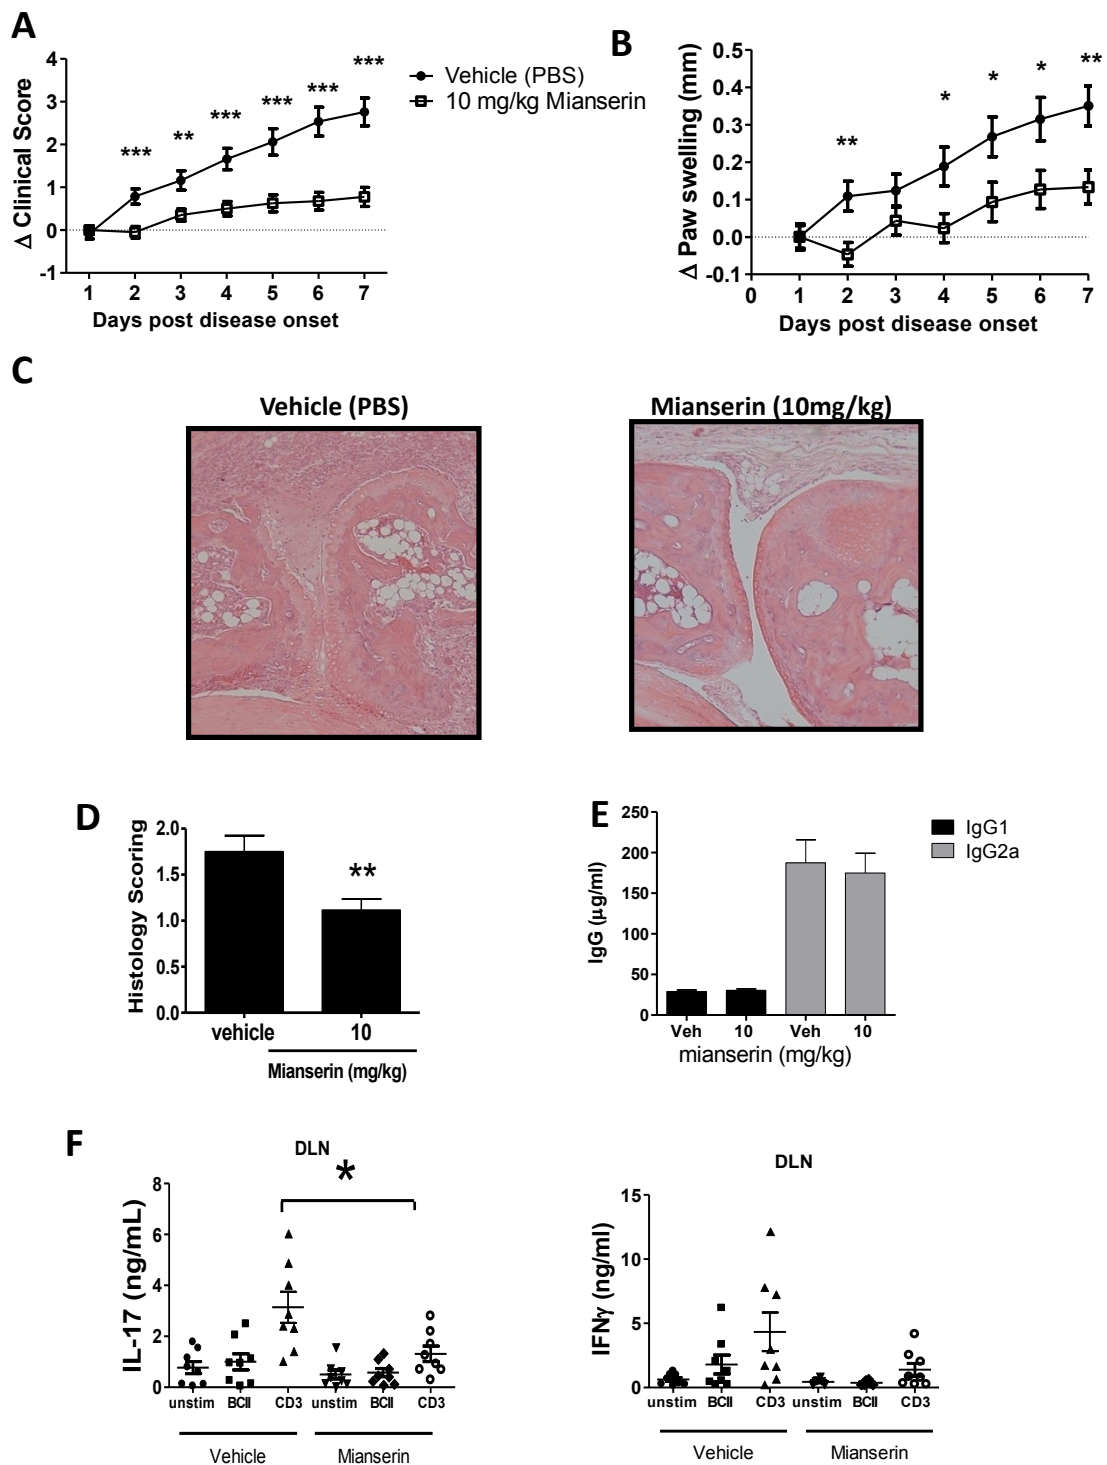 A
4
3
2
1
0
-1
Δ Clinical Score
*** ** *** *** *** ***
1 2 3 4 5 6 7
Days post disease onset
Vehicle (PBS)
10 mg/kg Mianserin
B
0.5
0.4
0.3
0.2
0.1
0.0
-0.1
Δ Paw swelling (mm)
** * * * **
0 1 2 3 4 5 6 7
Days post disease onset
C
Vehicle (PBS)
Mianserin (10mg/kg)
D
2.0
1.5
1.0
0.5
0.0
Histology Scoring
**
vehicle 10
Mianserin (mg/kg)
E
250
200
150
100
50
0
IgG (µg/ml)
IgG1
IgG2a
Veh 10 Veh 10
mianserin (mg/kg)
F
DLN
*
8
6
4
2
0
IL-17 (ng/mL)
unstim BCII CD3 unstim BCII CD3
Vehicle Mianserin
DLN
15
10
5
0
IFNγ (ng/ml)
unstim BCII CD3 unstim BCII CD3
Vehicle Mianserin